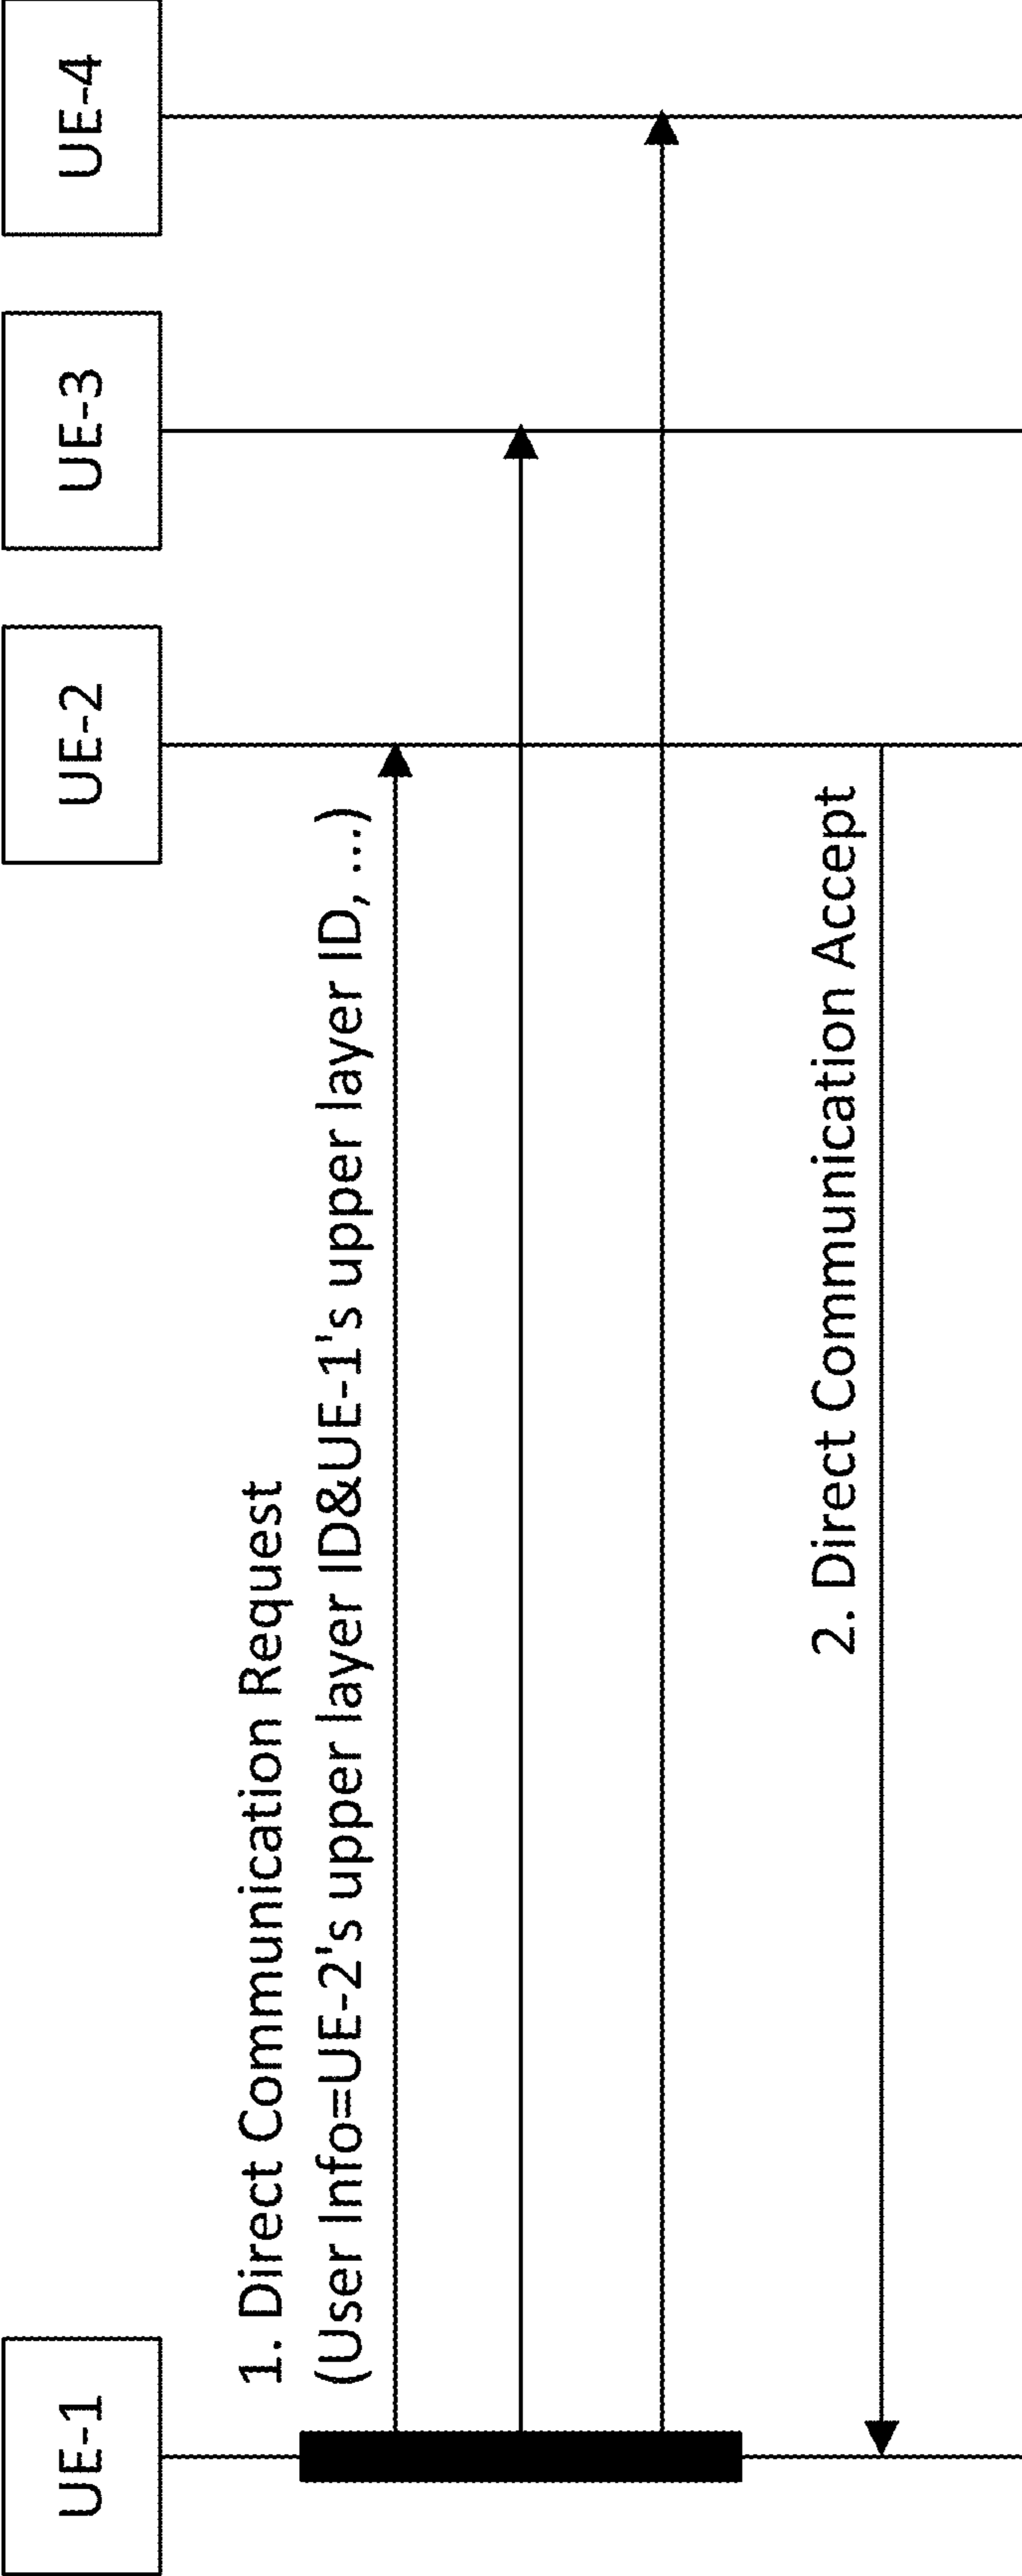 UE-1
UE-2
UE-3
UE-4
1. Direct Communication Request
(User Info=UE-2's upper layer ID&UE-1's upper layer ID, ...)
2. Direct Communication Accept